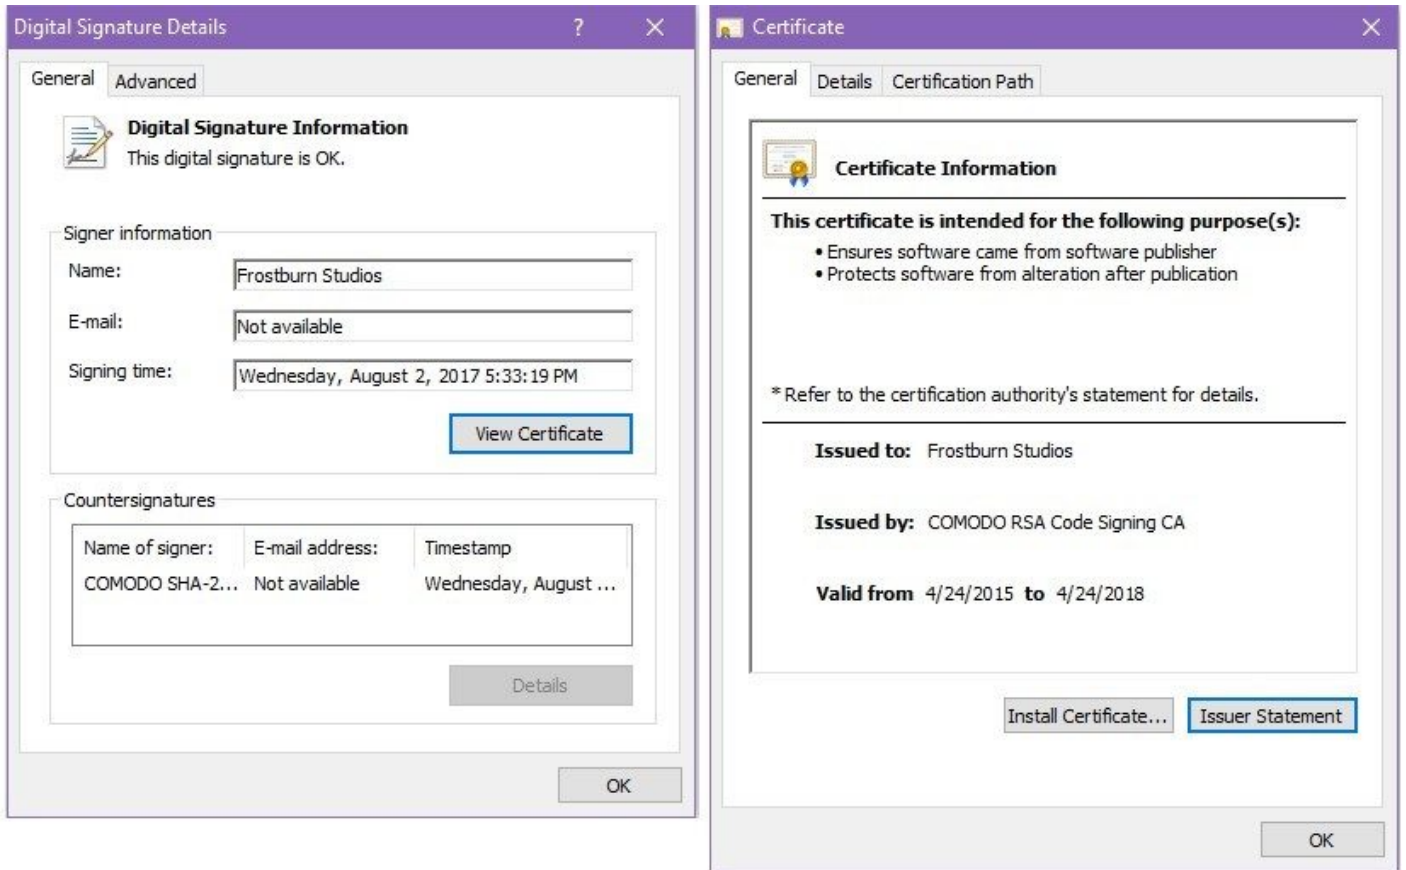 Digital Signature Details ?
General Advanced
Digital Signature Information
This digital signature is OK.
Signer information
Name: Frostburn Studios
E-mail: Not available
Signing time: Wednesday, August 2, 2017 5:33:19 PM
View Certificate
Countersignatures
Name of signer: E-mail address: Timestamp
COMODO SHA-2... Not available Wednesday, August ...
Details
OK
Certificate
General Details Certification Path
Certificate Information
This certificate is intended for the following purpose(s):
• Ensures software came from software publisher
• Protects software from alteration after publication
* Refer to the certification authority's statement for details.
Issued to: Frostburn Studios
Issued by: COMODO RSA Code Signing CA
Valid from 4/24/2015 to 4/24/2018
Install Certificate... Issuer Statement
OK